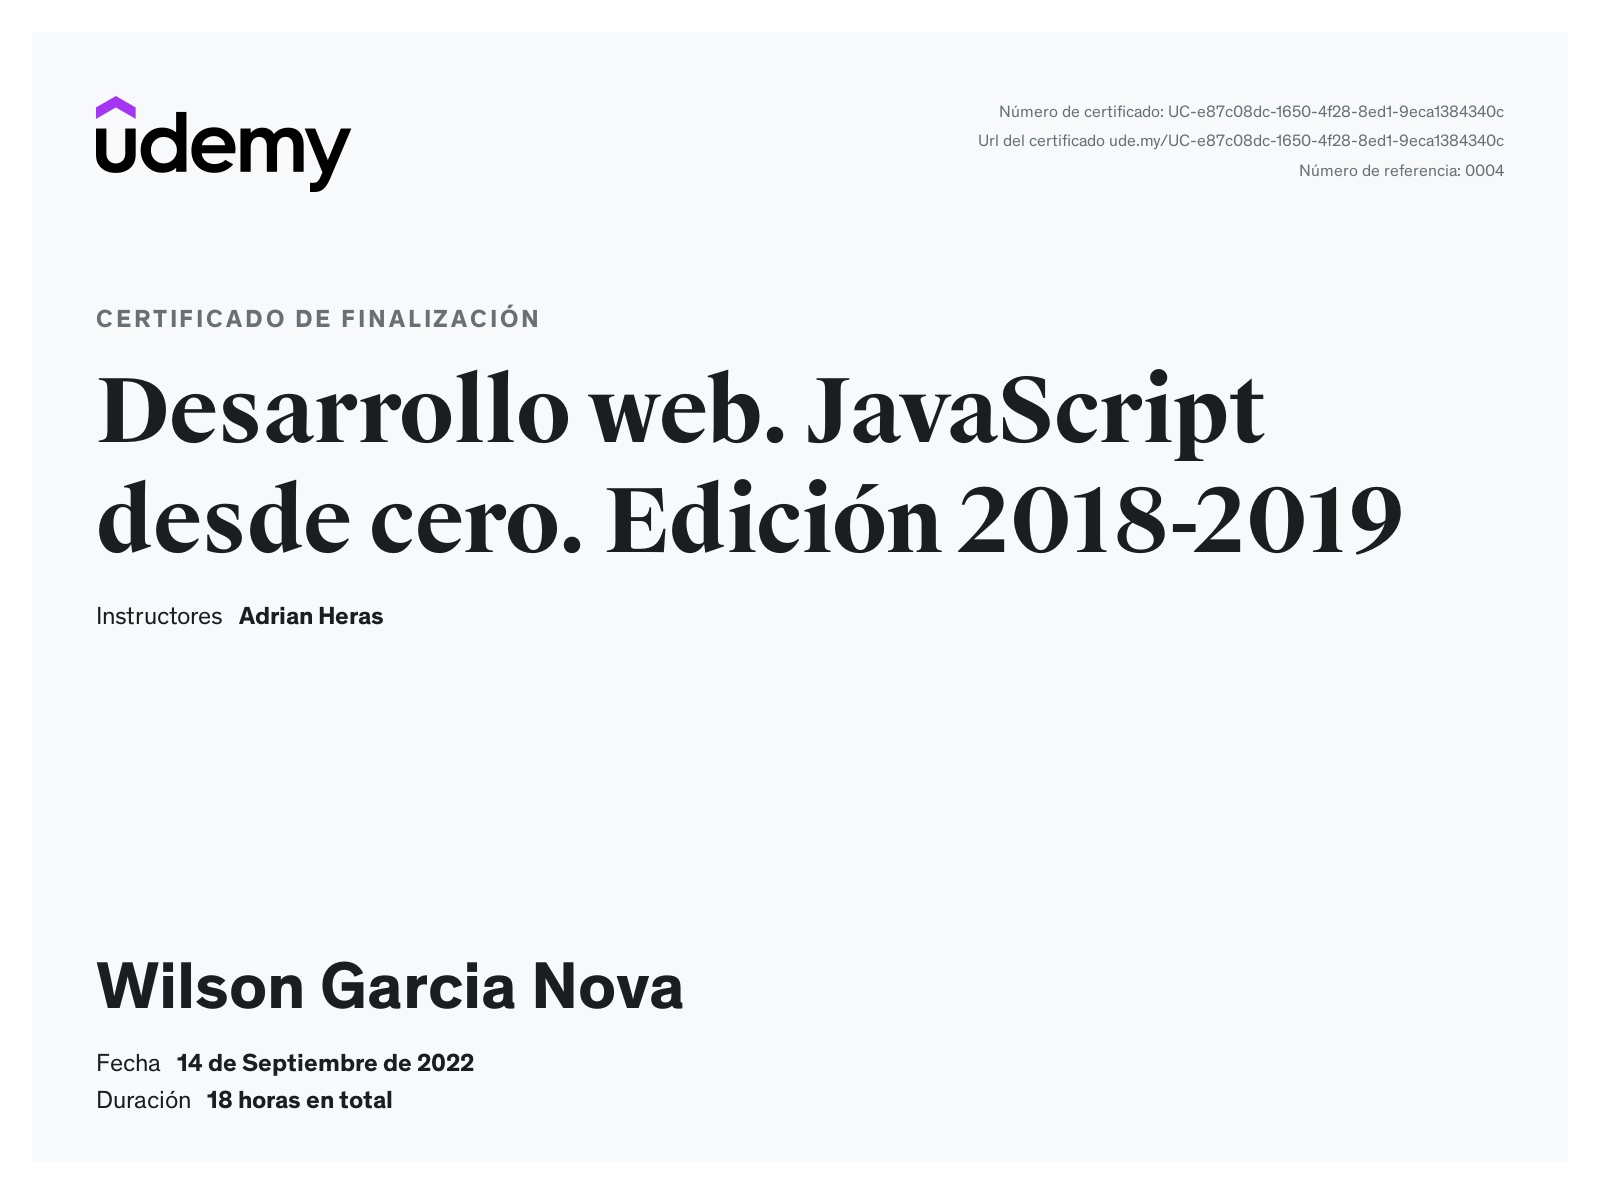 udemy
Número de certificado: UC-e87c08dc-1650-4f28-8ed1-9eca1384340c
Url del certificado ude.my/UC-e87c08dc-1650-4f28-8ed1-9eca1384340c
Número de referencia: 0004
CERTIFICADO DE FINALIZACIÓN
Desarrollo web. JavaScript
desde cero. Edición 2018-2019
Instructores Adrian Heras
Wilson Garcia Nova
Fecha 14 de Septiembre de 2022
Duración 18 horas en total